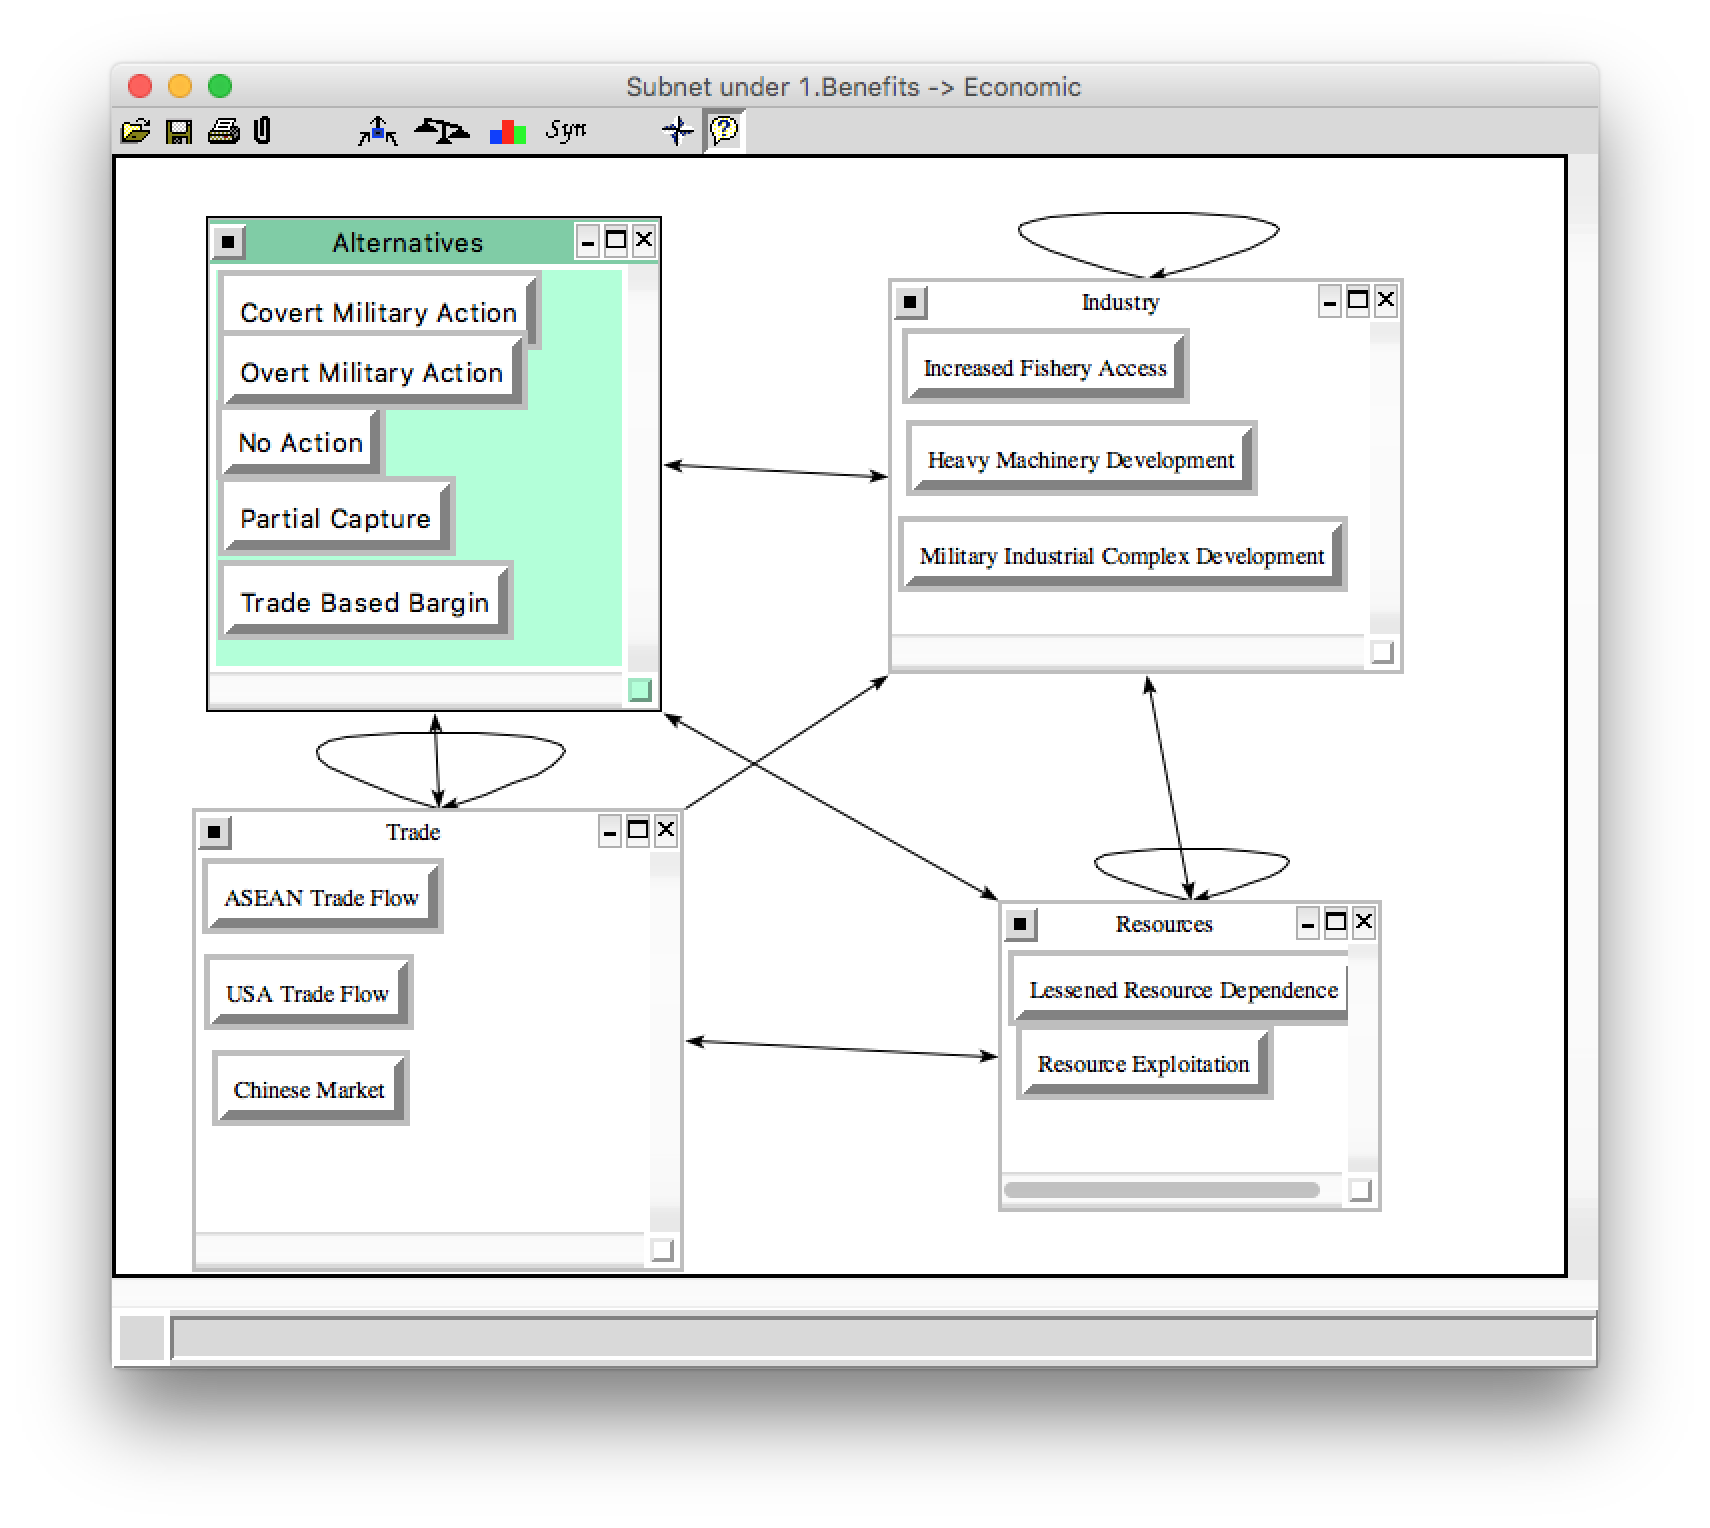 Subnet under 1.Benefits -> Economic
Syn
Alternatives
Covert Military Action
Overt Military Action
No Action
Partial Capture
Trade Based Bargin
Industry
Increased Fishery Access
Heavy Machinery Development
Military Industrial Complex Development
Trade
ASEAN Trade Flow
USA Trade Flow
Chinese Market
Resources
Lessened Resource Dependence
Resource Exploitation